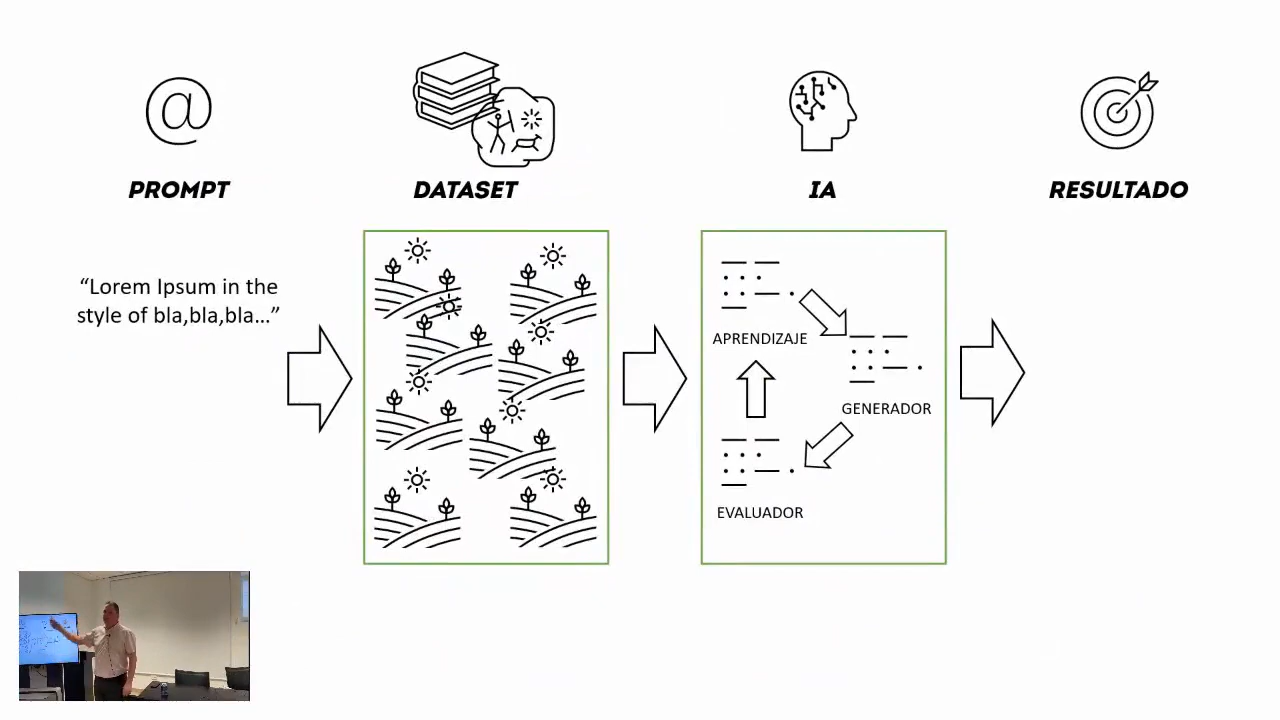 @
PROMPT
DATASET
IA
RESULTADO
“Lorem Ipsum in the
style of bla,bla,bla...”
APRENDIZAJE
GENERADOR
EVALUADOR